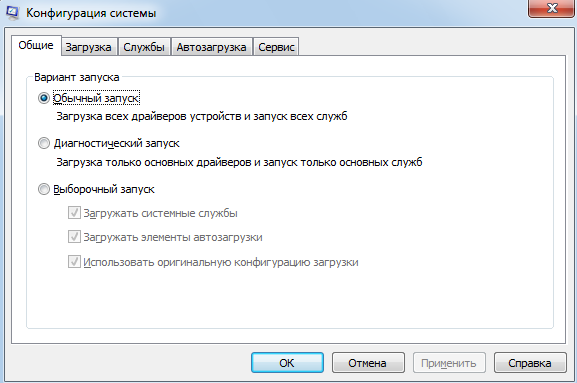 Конфигурация системы
Общие Загрузка Службы Автозагрузка Сервис
Вариант запуска
Обычный запуск
Загрузка всех драйверов устройств и запуск всех служб
Диагностический запуск
Загрузка только основных драйверов и запуск только основных служб
Выборочный запуск
Загружать системные службы
Загружать элементы автозагрузки
Использовать оригинальную конфигурацию загрузки
ОК Отмена Применить Справка